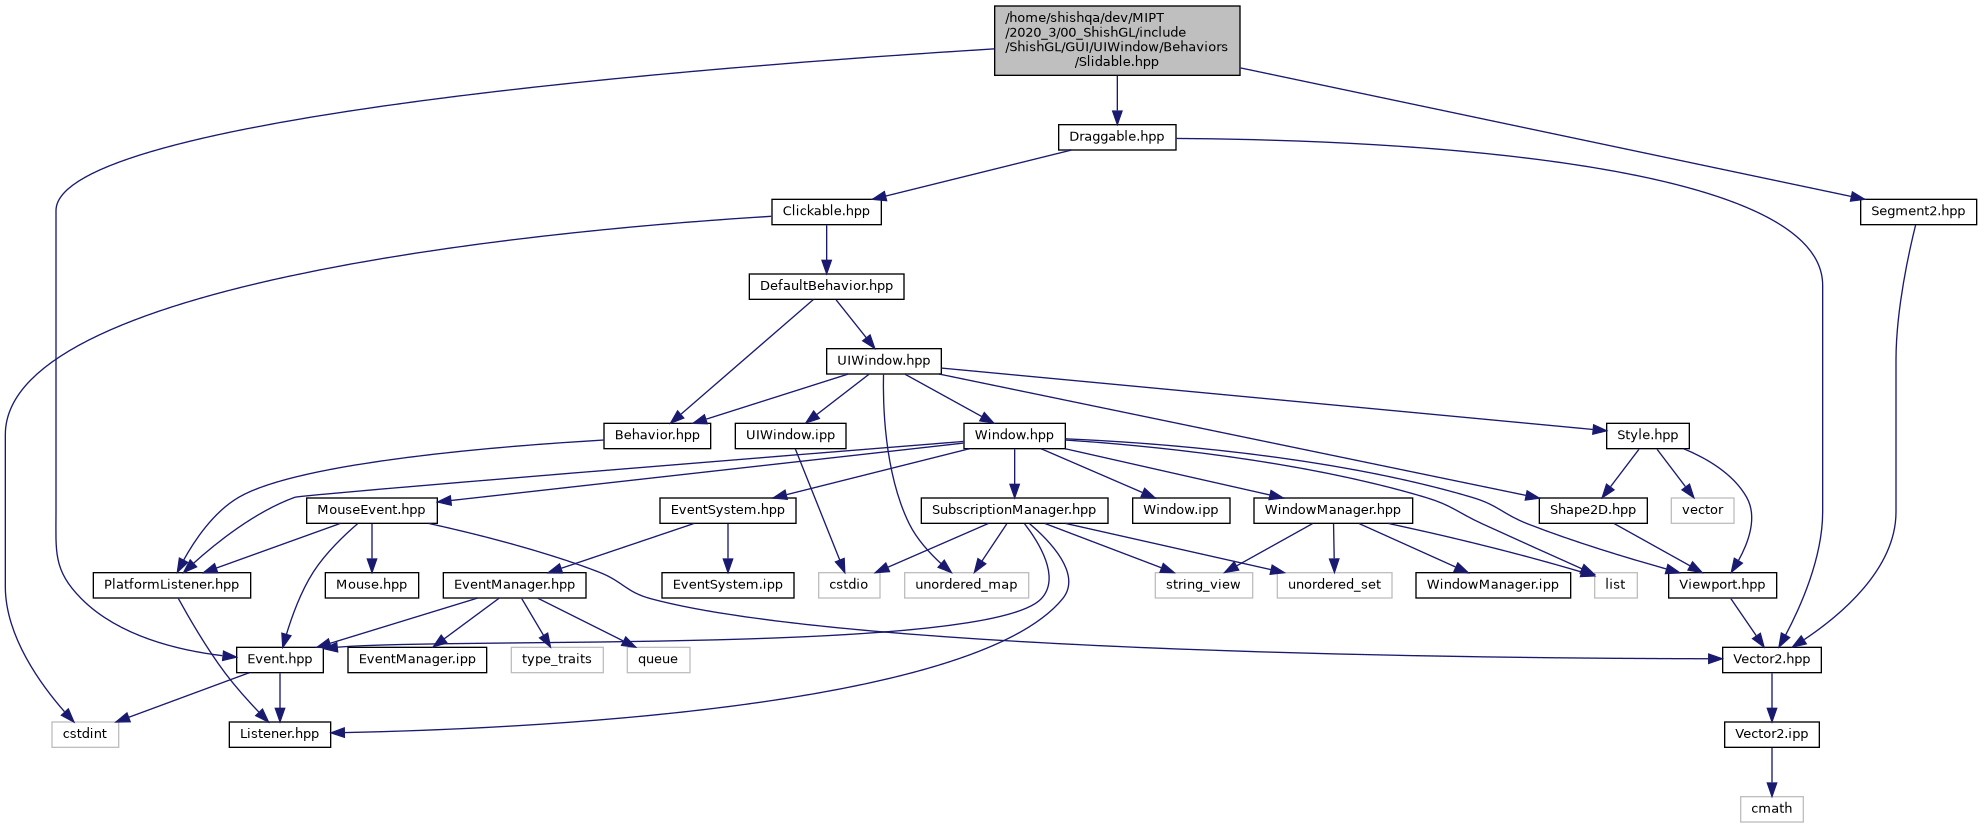 /home/shishqa/dev/MIPT
/2020_3/00_ShishGL/include
/ShishGL/GUI/UIWindow/Behaviors
/Slidable.hpp
Draggable.hpp
Clickable.hpp
Segment2.hpp
DefaultBehavior.hpp
UIWindow.hpp
Behavior.hpp
UIWindow.ipp
Window.hpp
Style.hpp
MouseEvent.hpp
EventSystem.hpp
SubscriptionManager.hpp
Window.ipp
WindowManager.hpp
Shape2D.hpp
vector
PlatformListener.hpp
Mouse.hpp
EventManager.hpp
EventSystem.ipp
cstdio
unordered_map
string_view
unordered_set
WindowManager.ipp
list
Viewport.hpp
Event.hpp
EventManager.ipp
type_traits
queue
Vector2.hpp
cstdint
Listener.hpp
Vector2.ipp
cmath